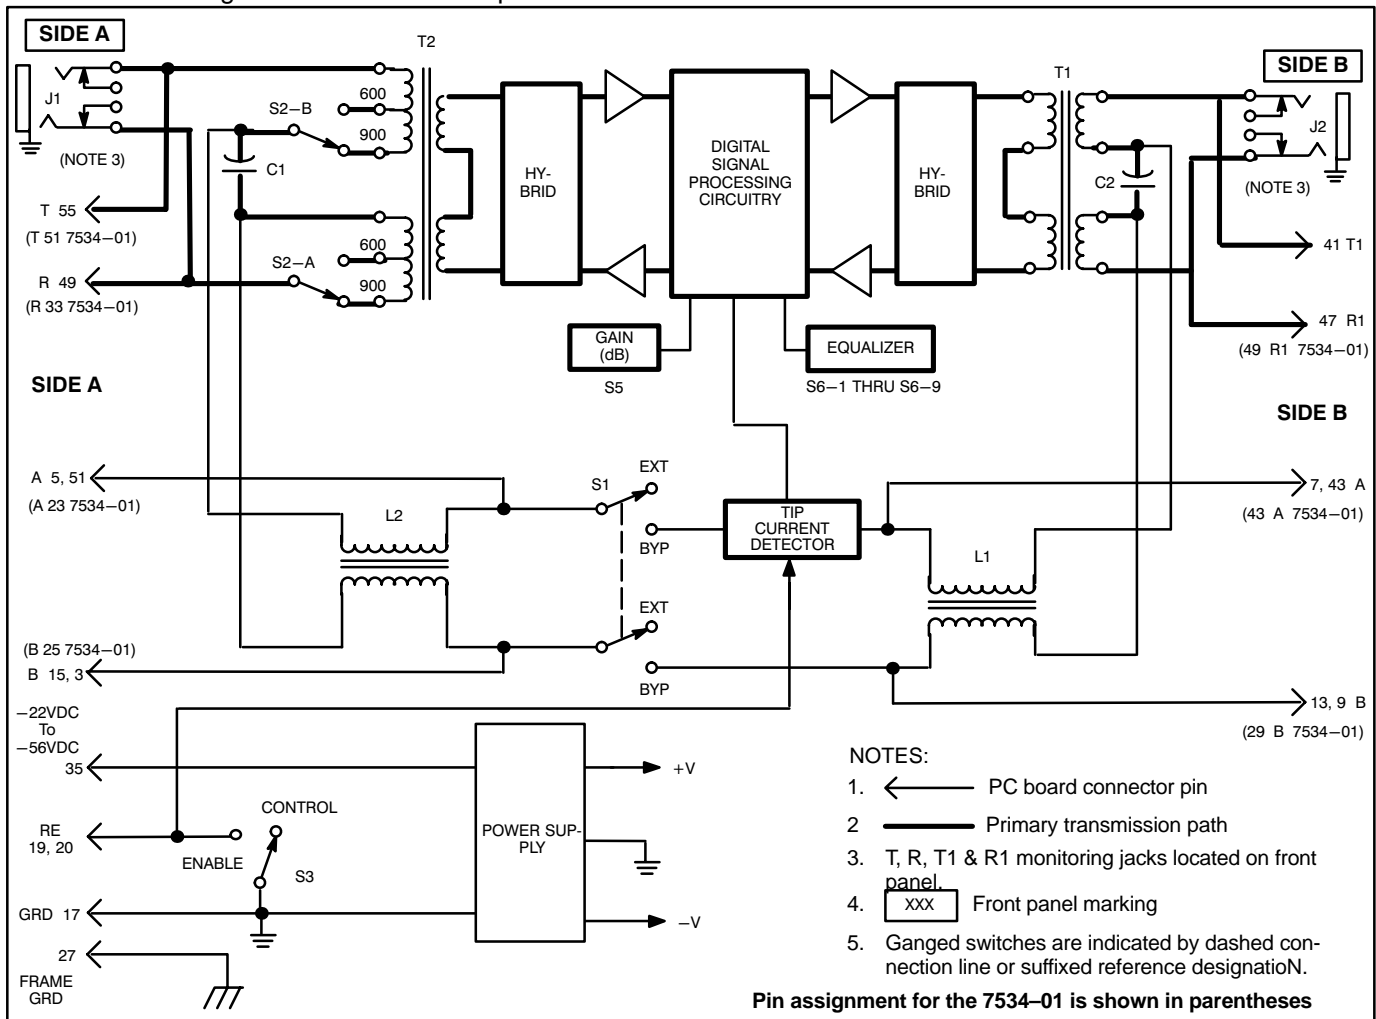 SIDE A
T2
T1
SIDE B
J1
S2–B
600
900
(NOTE 3)
C1
HY-
BRID
DIGITAL
SIGNAL
PROCESSING
CIRCUITRY
HY-
BRID
C2
J2
(NOTE 3)
T 55
(T 51 7534–01)
S2–A
600
900
41 T1
R 49
(R 33 7534–01)
47 R1
(49 R1 7534–01)
GAIN
(dB)
S5
EQUALIZER
S6–1 THRU S6–9
SIDE A
SIDE B
A 5, 51
(A 23 7534–01)
L2
S1
EXT
BYP
TIP
CURRENT
DETECTOR
L1
7, 43 A
(43 A 7534–01)
EXT
BYP
(B 25 7534–01)
B 15, 3
13, 9 B
(29 B 7534–01)
–22VDC
To
–56VDC
35
POWER SUP-
PLY
+V
–V
RE
19, 20
ENABLE
CONTROL
S3
GRD 17
27
FRAME
GRD
NOTES:
1. PC board connector pin
2 Primary transmission path
3. T, R, T1 & R1 monitoring jacks located on front
panel.
4. XXX Front panel marking
5. Ganged switches are indicated by dashed con-
nection line or suffixed reference designatioN.
Pin assignment for the 7534–01 is shown in parentheses